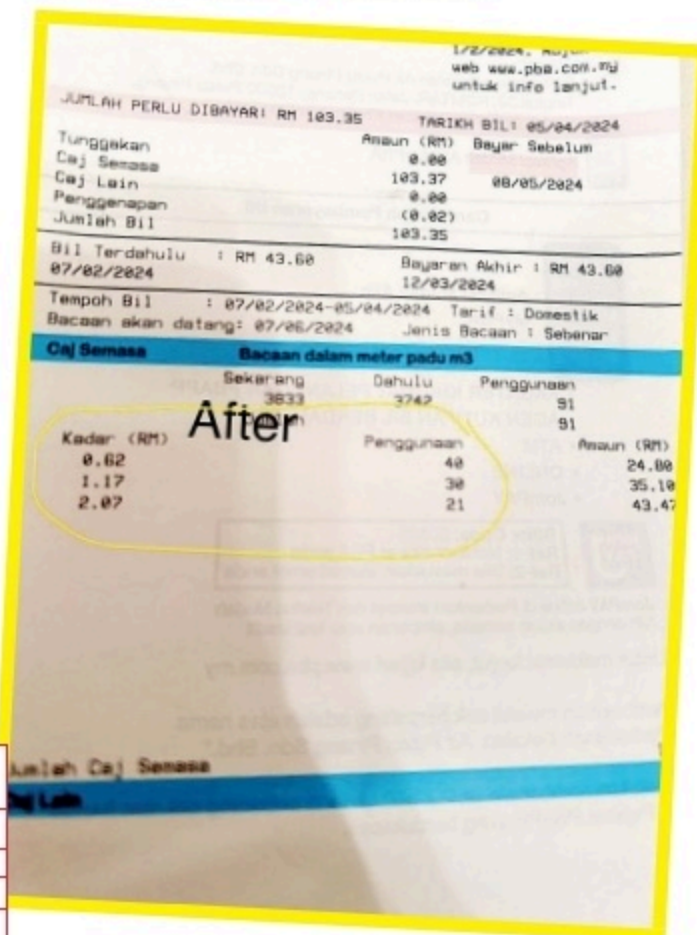 1/2/2024.
web www.pba.com.my
untuk info lanjut.
JUMLAH PERLU DIBAYAR: RM 103.35 TARIKH BIL: 05/04/2024
Amaun (RM) Bayar Sebelum
Tunggakan 0.00
Caj Semasa 103.37 08/05/2024
Caj Lain 0.00
Penggenapan (0.02)
Jumlah Bil 103.35
Bil Terdahulu : RM 43.60 Bayaran Akhir : RM 43.60
07/02/2024 12/03/2024
Tempoh Bil : 07/02/2024-05/04/2024 Tarif : Domestik
Bacaan akan datang: 07/06/2024 Jenis Bacaan : Sebenar
Caj Semasa Bacaan dalam meter padu m3
Sekarang Dahulu Penggunaan
3833 3742 91
91
After
Kadar (RM) Penggunaan Amaun (RM)
0.62 40 24.80
1.17 30 35.10
2.07 21 43.47
Jumlah Caj Semasa
Caj Lain